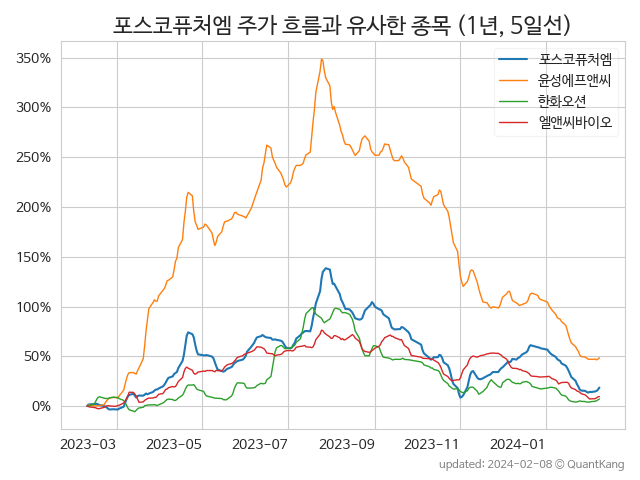 포스코퓨처엠 주가 흐름과 유사한 종목 (1년, 5일선)
350%
300%
250%
200%
150%
100%
50%
0%
포스코퓨처엠
윤성에프앤씨
한화오션
엘앤씨바이오
2023-03 2023-05 2023-07 2023-09 2023-11 2024-01
updated: 2024-02-08 © QuantKang